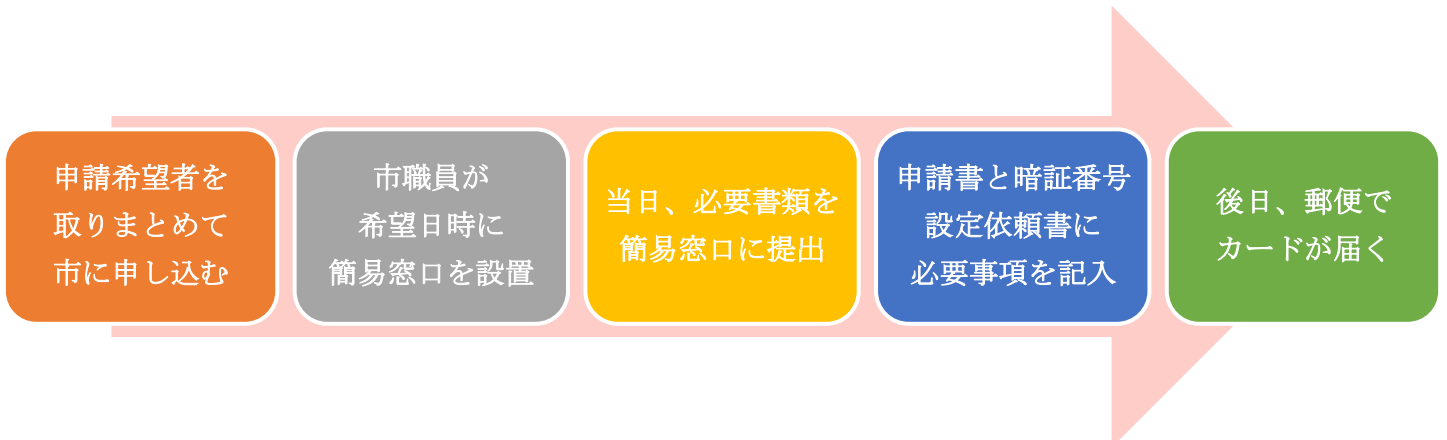 申請希望者を
取りまとめて
市に申し込む
市職員が
希望日時に
簡易窓口を設置
当日、必要書類を
簡易窓口に提出
申請書と暗証番号
設定依頼書に
必要事項を記入
後日、郵便で
カードが届く